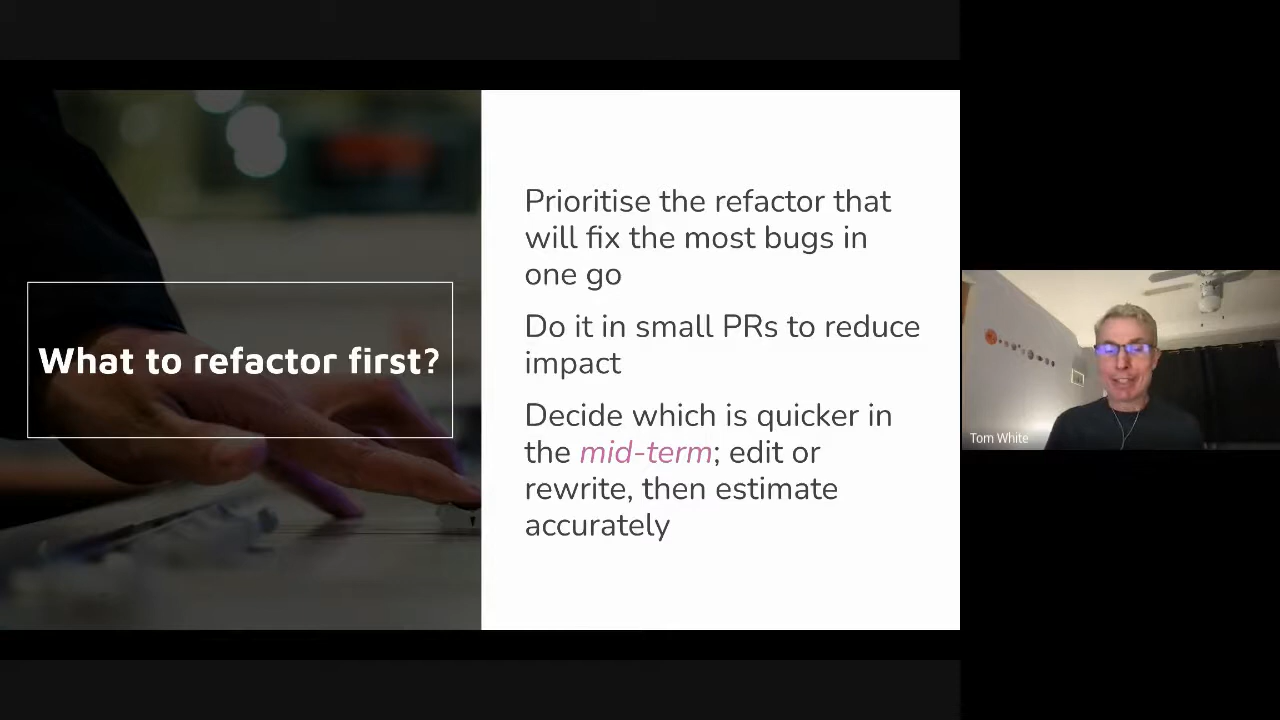 What to refactor first?
Prioritise the refactor that
will fix the most bugs in
one go
Do it in small PRs to reduce
impact
Decide which is quicker in
the mid-term; edit or
rewrite, then estimate
accurately
Tom White